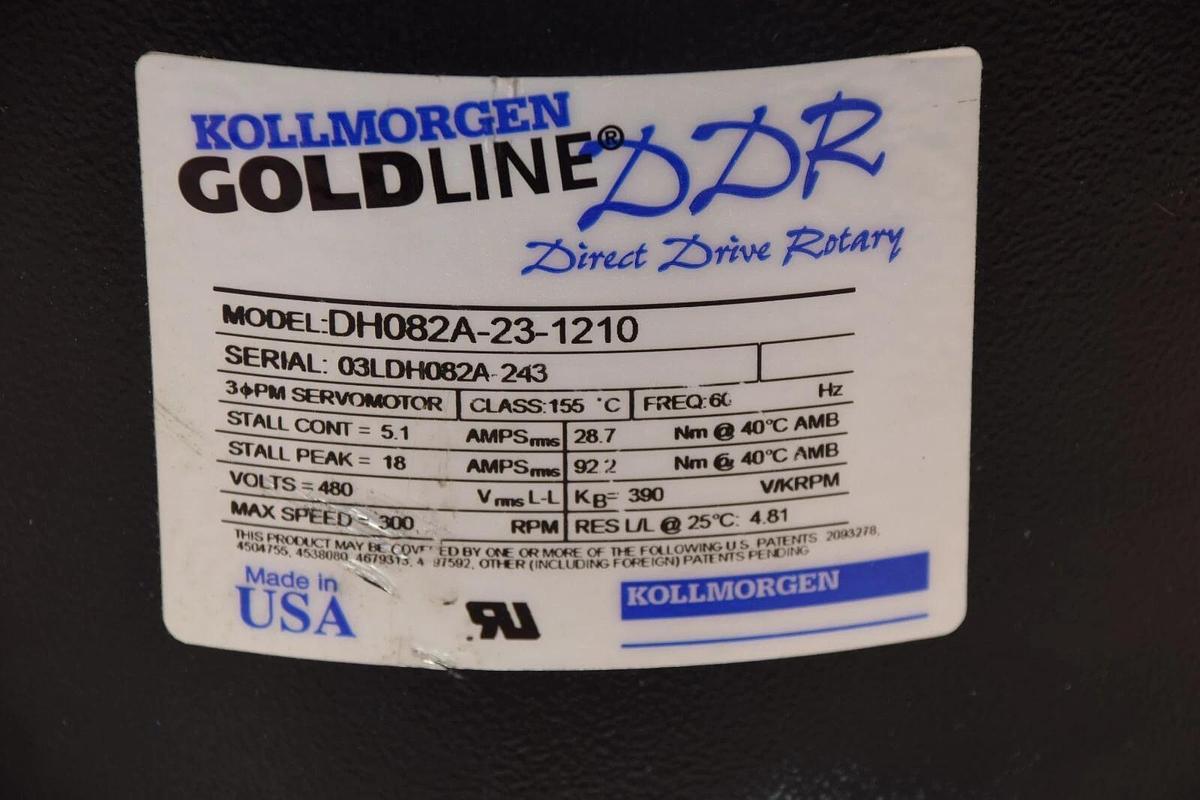 KOLLMORGEN
GOLDLINE® DDR
Direct Drive Rotary
MODEL: DH082A-23-1210
SERIAL: 03LDH082A-243
3ϕPM SERVOMOTOR CLASS: 155 °C FREQ: 60 Hz
STALL CONT = 5.1 AMPSrms 28.7 Nm @ 40°C AMB
STALL PEAK = 18 AMPSrms 92.2 Nm @ 40°C AMB
VOLTS = 480 Vrms L-L KB= 390 V/KRPM
MAX SPEED = 300 RPM RES L/L @ 25°C: 4.81
THIS PRODUCT MAY BE COVERED BY ONE OR MORE OF THE FOLLOWING U.S. PATENTS 2093278,
4504755, 4538080, 4679313, OTHER (INCLUDING FOREIGN) PATENTS PENDING
Made in
USA
KOLLMORGEN